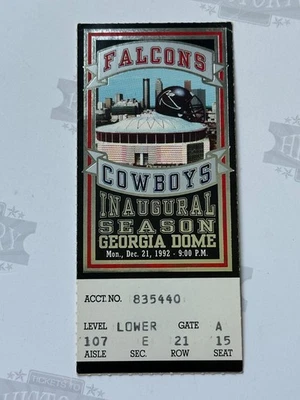 FALCONS
COWBOYS
INAUGURAL
SEASON
GEORGIA DOME
Mon., Dec. 21, 1992 - 9:00 P.M.
ACCT. NO. 835440
LEVEL LOWER GATE A
107 E 21 15
AISLE SEC. ROW SEAT
HISTORY